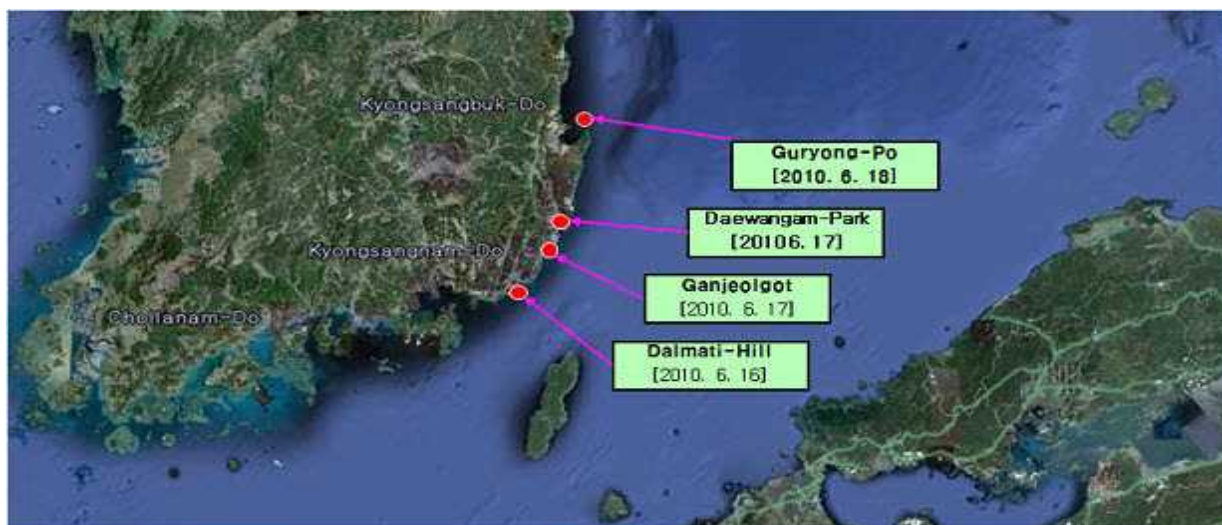 Kyongsangbuk-Do
Guryong-Po
[2010. 6. 18]
Daewangam-Park
[20106. 17]
Kyongsangnam-Do
Ganjeolgot
[2010. 6. 17]
Chollanam-Do
Dalmati-Hill
[2010. 6. 16]